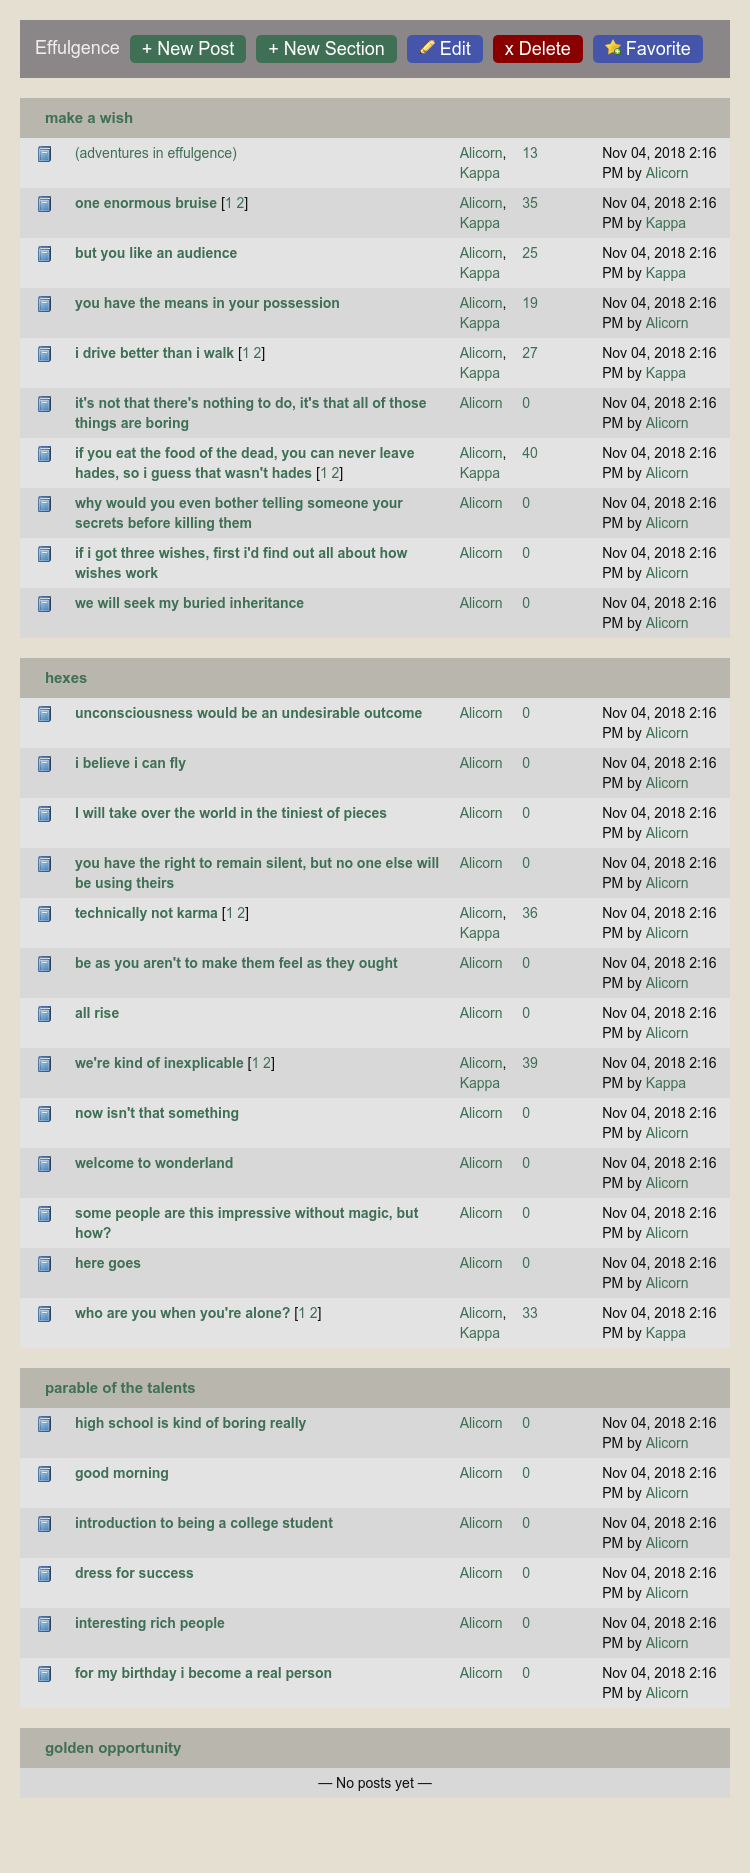 Effulgence + New Post + New Section Edit x Delete Favorite
make a wish
(adventures in effulgence) Alicorn, 13 Nov 04, 2018 2:16
Kappa PM by Alicorn
one enormous bruise [1 2] Alicorn, 35 Nov 04, 2018 2:16
Kappa PM by Kappa
but you like an audience Alicorn, 25 Nov 04, 2018 2:16
Kappa PM by Kappa
you have the means in your possession Alicorn, 19 Nov 04, 2018 2:16
Kappa PM by Alicorn
i drive better than i walk [1 2] Alicorn, 27 Nov 04, 2018 2:16
Kappa PM by Kappa
it's not that there's nothing to do, it's that all of those Alicorn 0 Nov 04, 2018 2:16
things are boring PM by Alicorn
if you eat the food of the dead, you can never leave Alicorn, 40 Nov 04, 2018 2:16
hades, so i guess that wasn't hades [1 2] Kappa PM by Alicorn
why would you even bother telling someone your Alicorn 0 Nov 04, 2018 2:16
secrets before killing them PM by Alicorn
if i got three wishes, first i'd find out all about how Alicorn 0 Nov 04, 2018 2:16
wishes work PM by Alicorn
we will seek my buried inheritance Alicorn 0 Nov 04, 2018 2:16
PM by Alicorn
hexes
unconsciousness would be an undesirable outcome Alicorn 0 Nov 04, 2018 2:16
PM by Alicorn
i believe i can fly Alicorn 0 Nov 04, 2018 2:16
PM by Alicorn
I will take over the world in the tiniest of pieces Alicorn 0 Nov 04, 2018 2:16
PM by Alicorn
you have the right to remain silent, but no one else will Alicorn 0 Nov 04, 2018 2:16
be using theirs PM by Alicorn
technically not karma [1 2] Alicorn, 36 Nov 04, 2018 2:16
Kappa PM by Alicorn
be as you aren't to make them feel as they ought Alicorn 0 Nov 04, 2018 2:16
PM by Alicorn
all rise Alicorn 0 Nov 04, 2018 2:16
PM by Alicorn
we're kind of inexplicable [1 2] Alicorn, 39 Nov 04, 2018 2:16
Kappa PM by Kappa
now isn't that something Alicorn 0 Nov 04, 2018 2:16
PM by Alicorn
welcome to wonderland Alicorn 0 Nov 04, 2018 2:16
PM by Alicorn
some people are this impressive without magic, but Alicorn 0 Nov 04, 2018 2:16
how? PM by Alicorn
here goes Alicorn 0 Nov 04, 2018 2:16
PM by Alicorn
who are you when you're alone? [1 2] Alicorn, 33 Nov 04, 2018 2:16
Kappa PM by Kappa
parable of the talents
high school is kind of boring really Alicorn 0 Nov 04, 2018 2:16
PM by Alicorn
good morning Alicorn 0 Nov 04, 2018 2:16
PM by Alicorn
introduction to being a college student Alicorn 0 Nov 04, 2018 2:16
PM by Alicorn
dress for success Alicorn 0 Nov 04, 2018 2:16
PM by Alicorn
interesting rich people Alicorn 0 Nov 04, 2018 2:16
PM by Alicorn
for my birthday i become a real person Alicorn 0 Nov 04, 2018 2:16
PM by Alicorn
golden opportunity
— No posts yet —